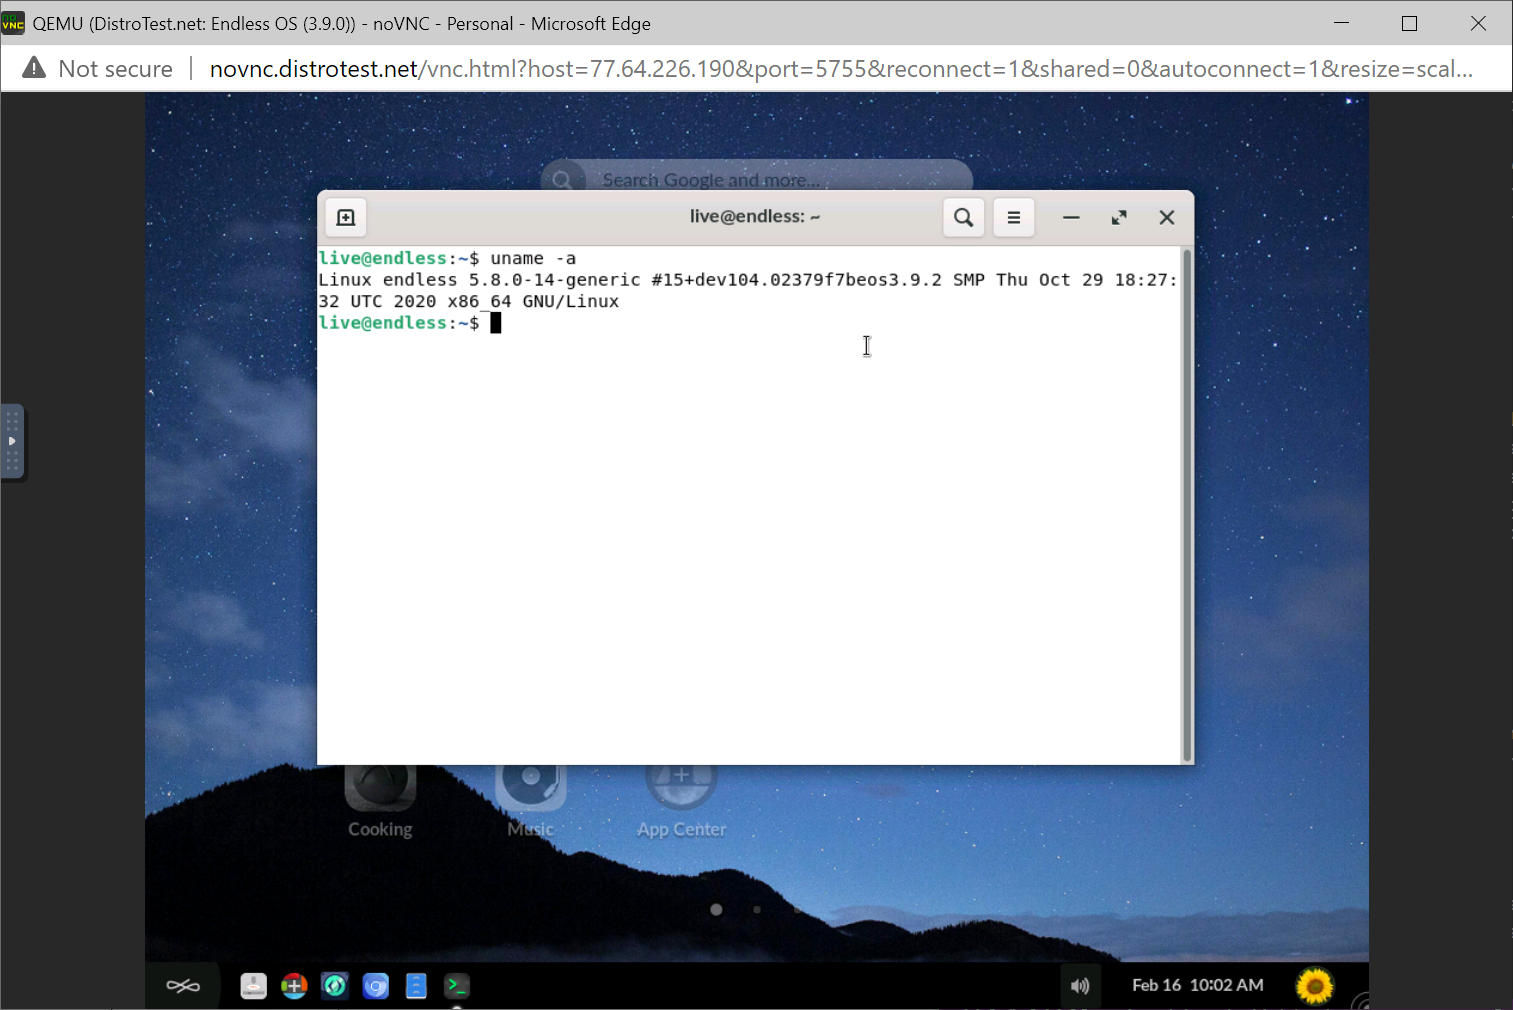 QEMU (DistroTest.net: Endless OS (3.9.0)) - noVNC - Personal - Microsoft Edge
Not secure novnc.distrotest.net/vnc.html?host=77.64.226.190&port=5755&reconnect=1&shared=0&autoconnect=1&resize=scal...
Search Google and more...
live@endless: ~
live@endless:~$ uname -a
Linux endless 5.8.0-14-generic #15+dev104.02379f7beos3.9.2 SMP Thu Oct 29 18:27:
32 UTC 2020 x86_64 GNU/Linux
live@endless:~$
Cooking Music App Center
Feb 16 10:02 AM